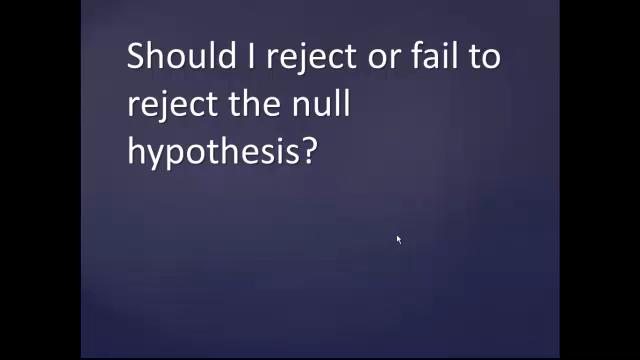 Should I reject or fail to
reject the null
hypothesis?